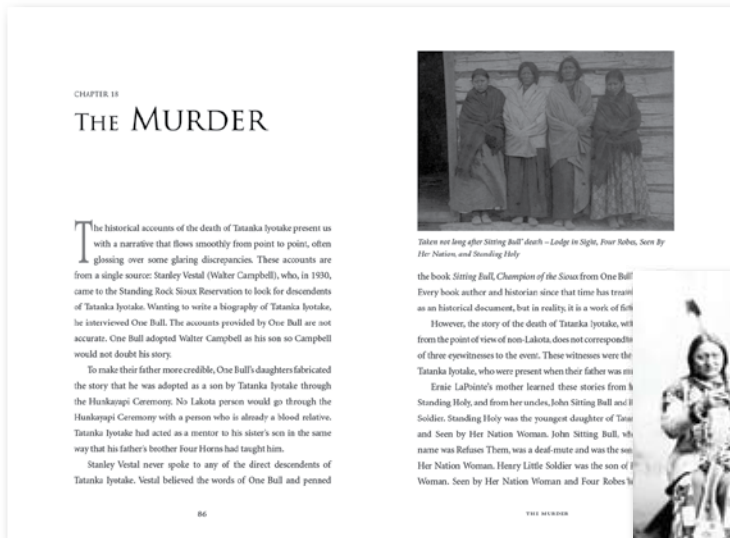 CHAPTER 18
THE MURDER
The historical accounts of the death of Tatanka Iyotake present us
with a narrative that flows smoothly from point to point, often
glossing over some glaring discrepancies. These accounts are
from a single source: Stanley Vestal (Walter Campbell), who, in 1930,
came to the Standing Rock Sioux Reservation to look for descendents
of Tatanka Iyotake. Wanting to write a biography of Tatanka Iyotake,
he interviewed One Bull. The accounts provided by One Bull are not
accurate. One Bull adopted Walter Campbell as his son so Campbell
would not doubt his story.
To make their father more credible, One Bull's daughters fabricated
the story that he was adopted as a son by Tatanka Iyotake through
the Hunkayapi Ceremony. No Lakota person would go through the
Hunkayapi Ceremony with a person who is already a blood relative.
Tatanka Iyotake had acted as a mentor to his sister's son in the same
way that his father's brother Four Horns had taught him.
Stanley Vestal never spoke to any of the direct descendents of
Tatanka Iyotake. Vestal believed the words of One Bull and penned
86
Taken not long after Sitting Bull' death – Lodge in Sight, Four Robes, Seen By
Her Nation, and Standing Holy
the book Sitting Bull, Champion of the Sioux from One Bull
Every book author and historian since that time has
as an historical document, but in reality, it is a work of
However, the story of the death of Tatanka Iyotake,
from the point of view of non-Lakota, does not correspond
of three eyewitnesses to the event. These witnesses were the
Tatanka Iyotake, who were present when their father was
Ernie LaPointe's mother learned these stories from
Standing Holy, and from her uncles, John Sitting Bull and
Soldier. Standing Holy was the youngest daughter of
and Seen by Her Nation Woman. John Sitting Bull,
name was Refuses Them, was a deaf-mute and was the
Her Nation Woman. Henry Little Soldier was the son of
Woman. Seen by Her Nation Woman and Four Robes
THE MURDER